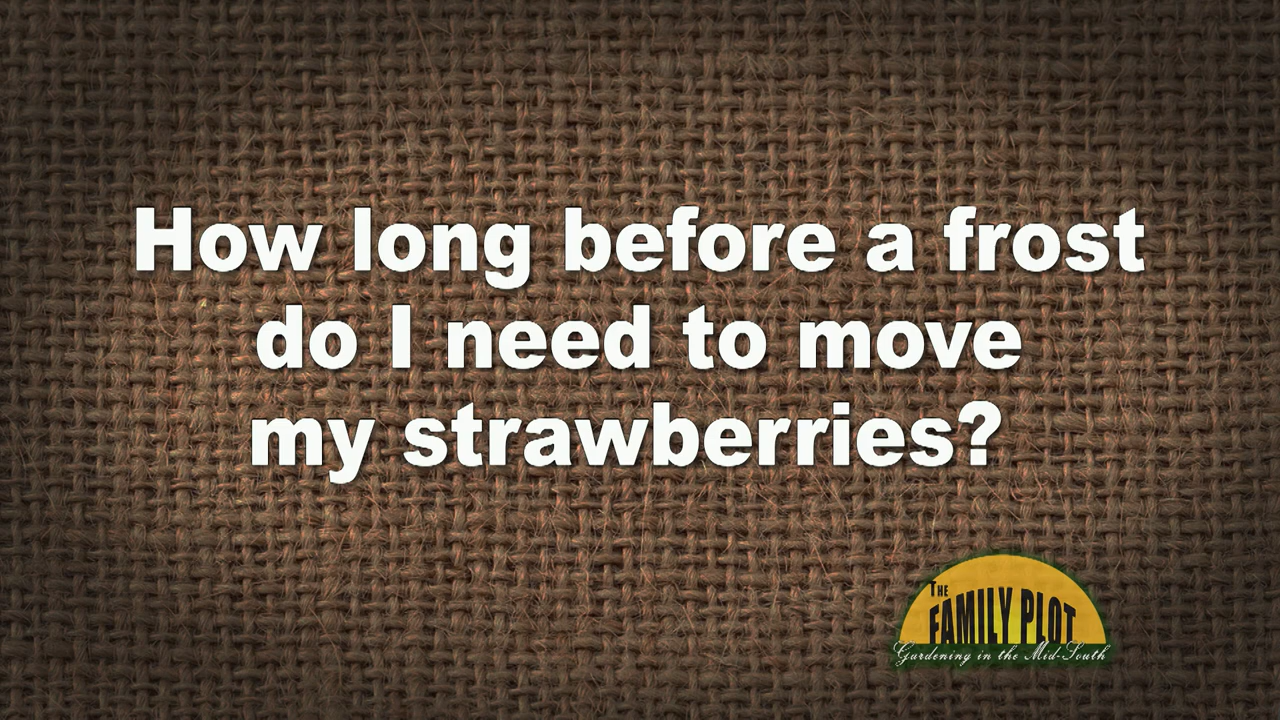 How long before a frost
do I need to move
my strawberries?
THE
FAMILY PLOT
Gardening in the Mid-South